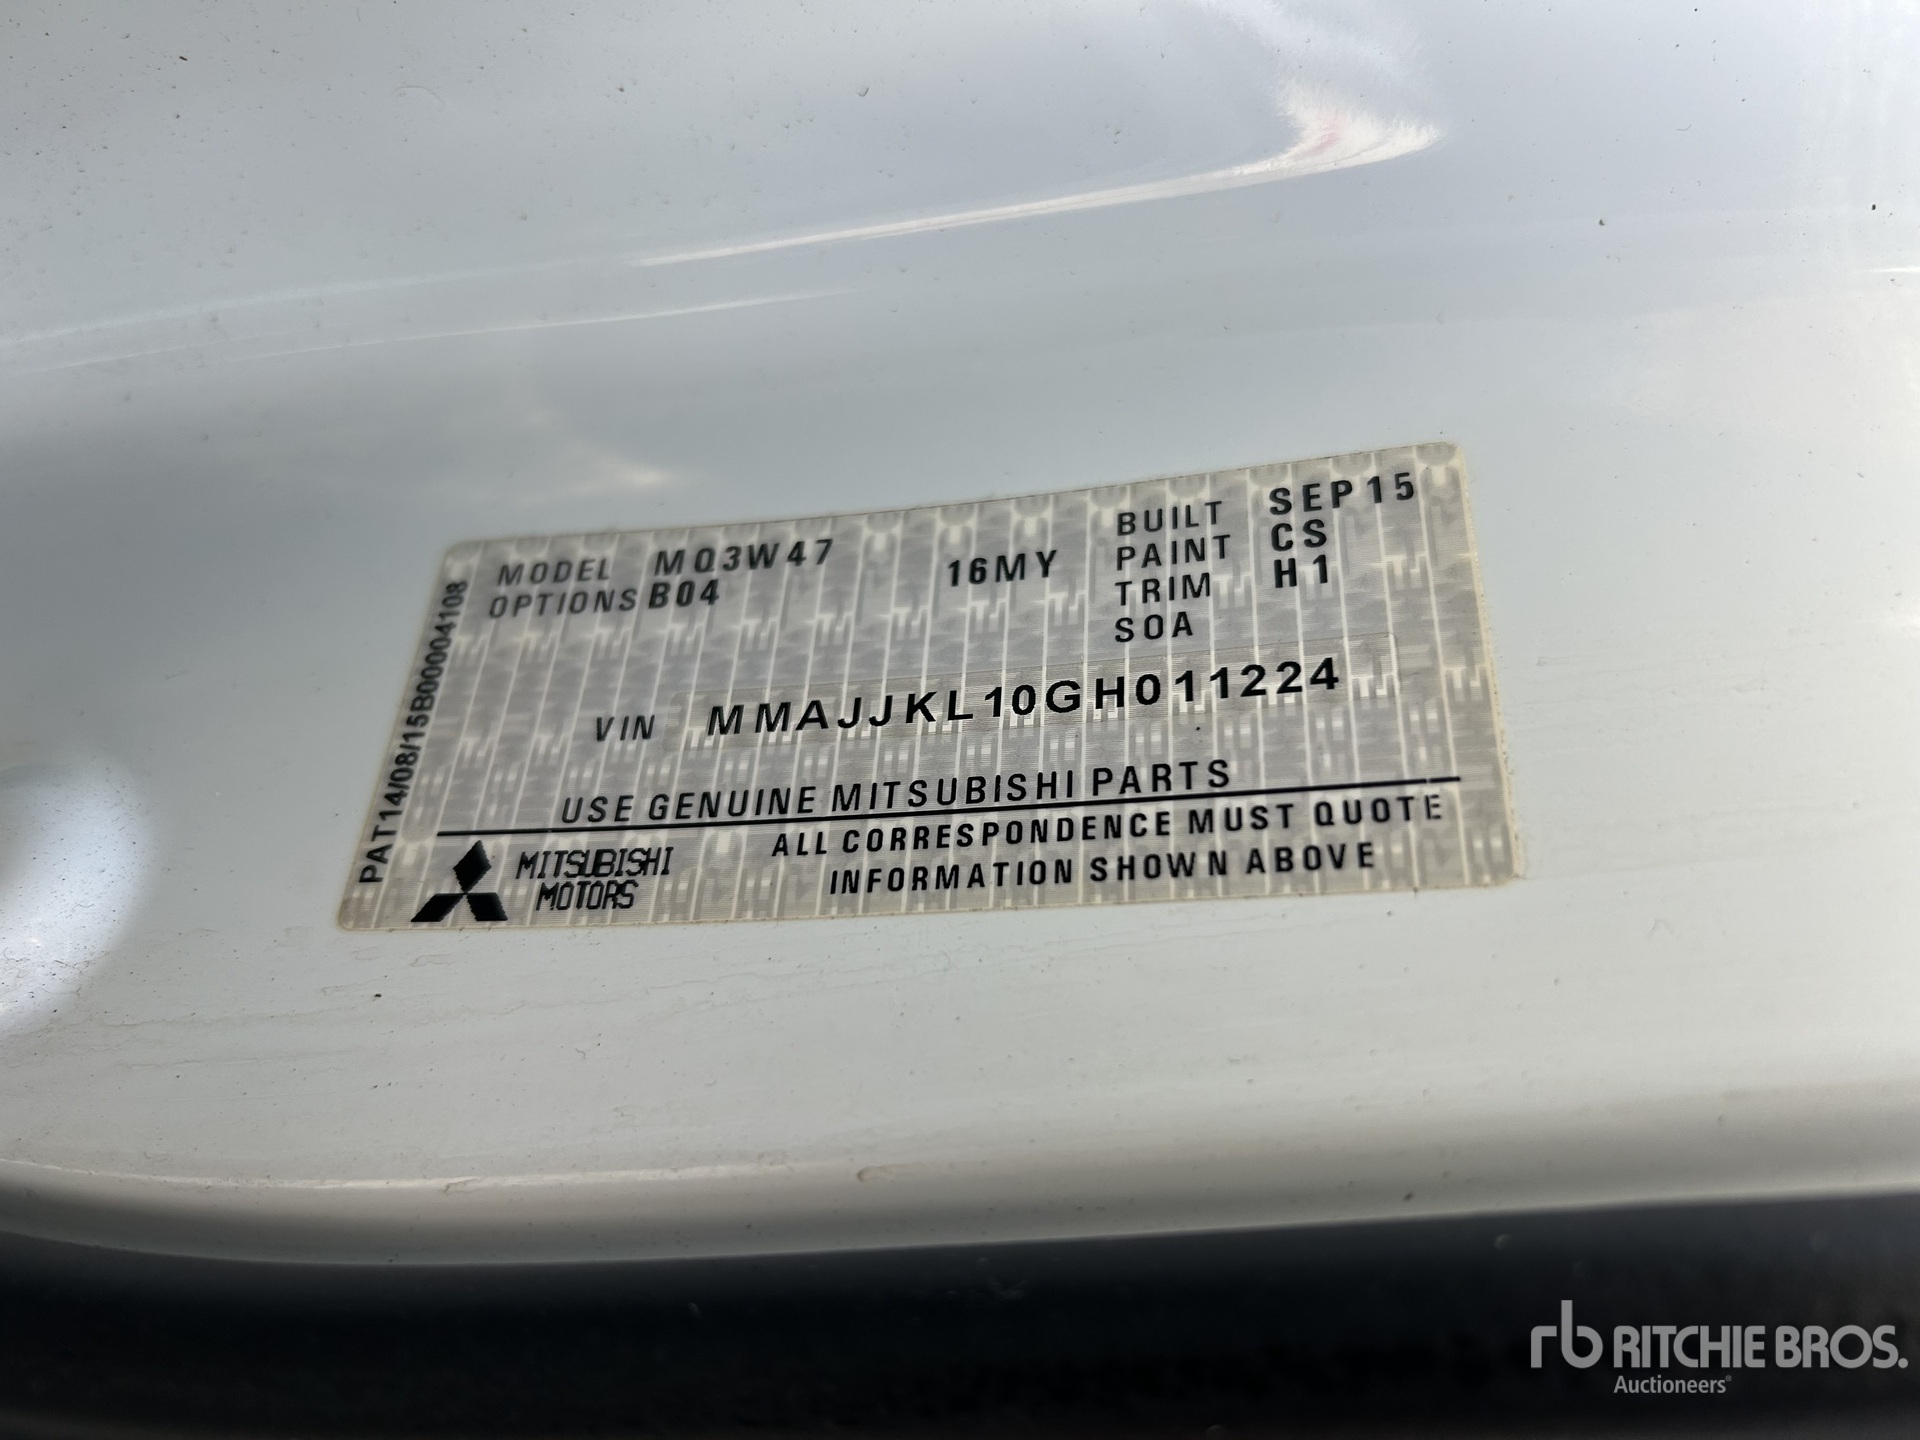 MODEL MQ3W47 16MY BUILT SEP15
OPTIONS B04 PAINT CS
TRIM H1
SOA
VIN MMAJJKL10GH011224
USE GENUINE MITSUBISHI PARTS
MITSUBISHI MOTORS
ALL CORRESPONDENCE MUST QUOTE
INFORMATION SHOWN ABOVE
PAT14/08/15B00004108
rb RITCHIE BROS.
Auctioneers®